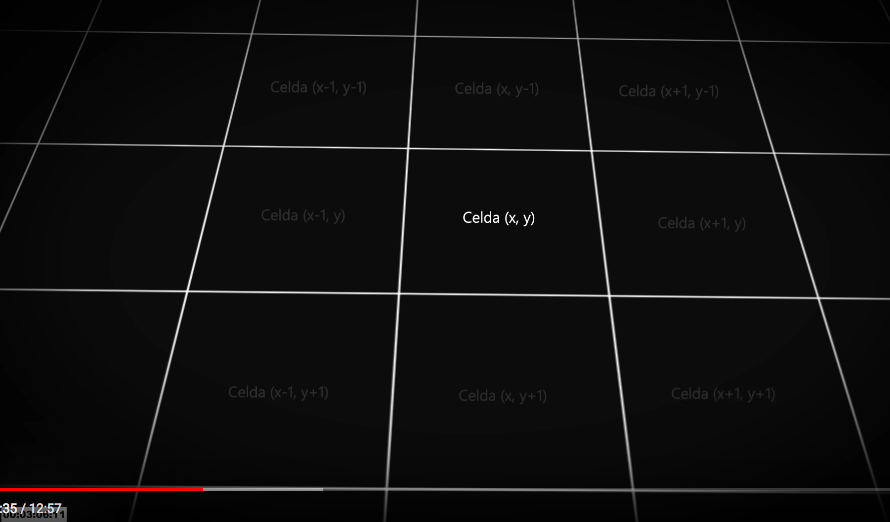 Celda (x-1, y-1) Celda (x, y-1) Celda (x+1, y-1)
Celda (x-1, y) Celda (x, y) Celda (x+1, y)
Celda (x-1, y+1) Celda (x, y+1) Celda (x+1, y+1)
:35 / 12:57